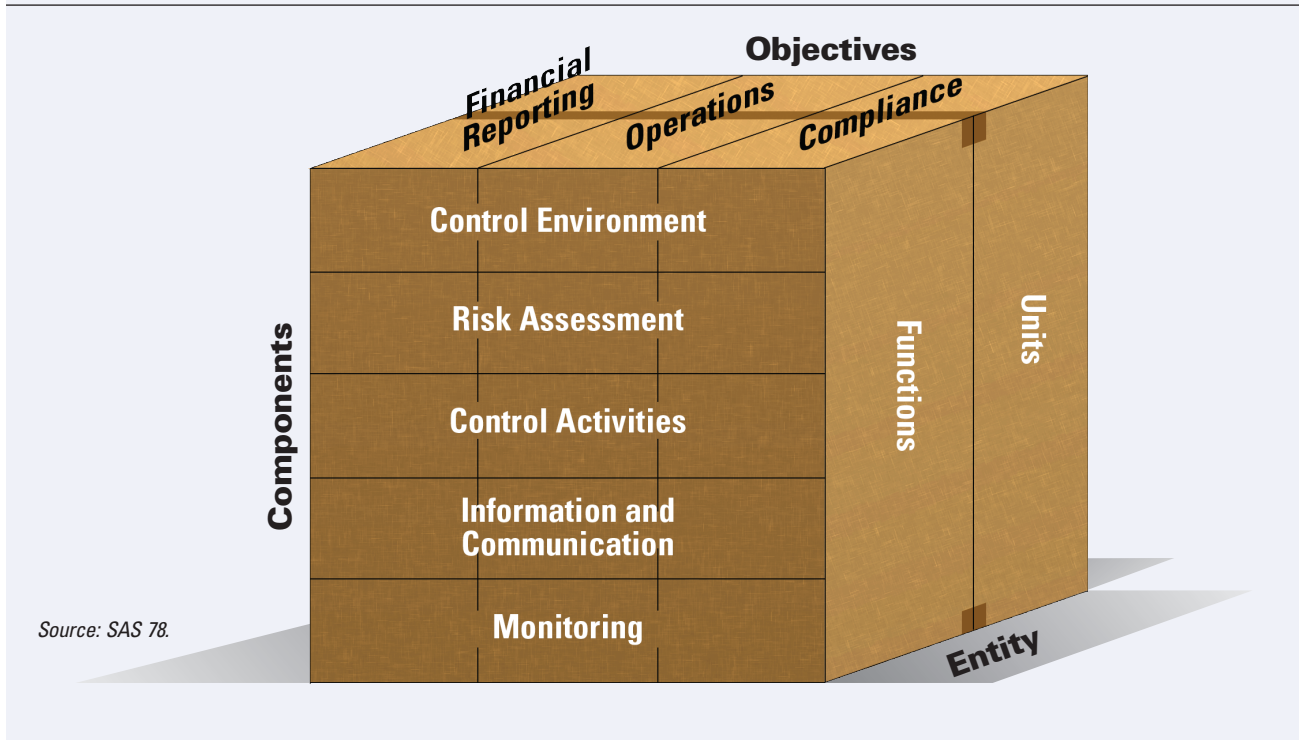 Objectives
Financial
Reporting
Operations
Compliance
Components
Control Environment
Risk Assessment
Control Activities
Information and
Communication
Monitoring
Functions
Units
Entity
Source: SAS 78.